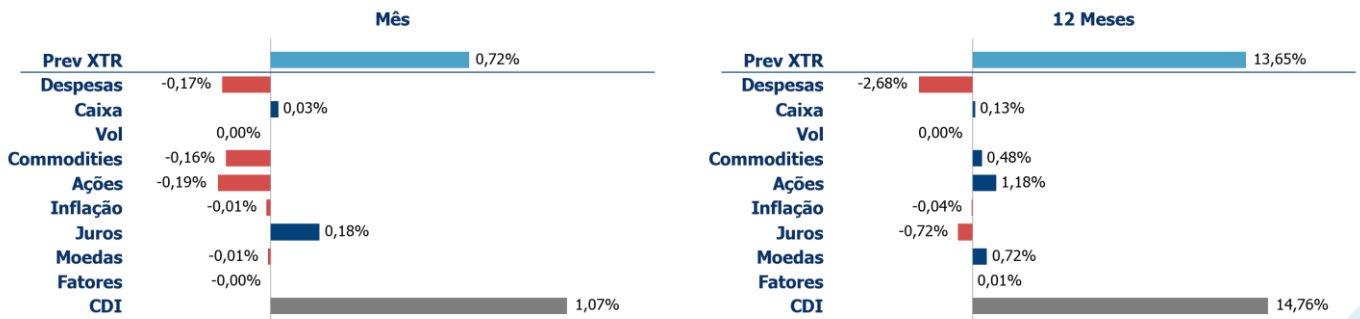 Mês
Prev XTR 0,72%
Despesas -0,17%
Caixa 0,03%
Vol 0,00%
Commodities -0,16%
Ações -0,19%
Inflação -0,01%
Juros 0,18%
Moedas -0,01%
Fatores -0,00%
CDI 1,07%
12 Meses
Prev XTR 13,65%
Despesas -2,68%
Caixa 0,13%
Vol 0,00%
Commodities 0,48%
Ações 1,18%
Inflação -0,04%
Juros -0,72%
Moedas 0,72%
Fatores 0,01%
CDI 14,76%